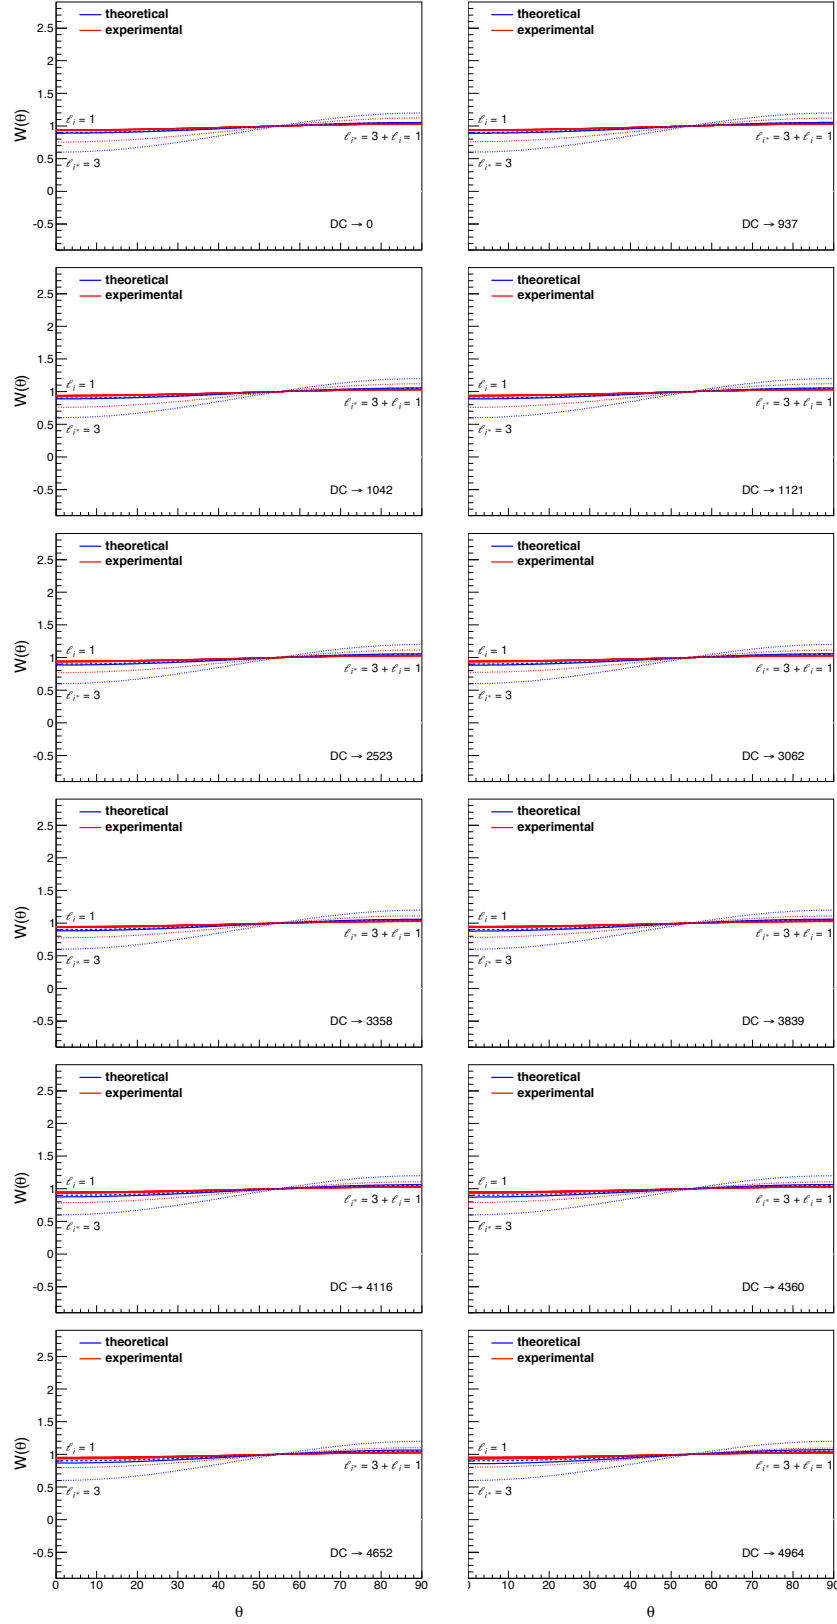 theoretical
experimental
2.5
2
1.5
1
0.5
0
-0.5
W(θ)
ℓi = 1
ℓi* = 3
ℓi* = 3 + ℓi = 1
DC → 0
theoretical
experimental
ℓi = 1
ℓi* = 3
ℓi* = 3 + ℓi = 1
DC → 937
theoretical
experimental
2.5
2
1.5
1
0.5
0
-0.5
W(θ)
ℓi = 1
ℓi* = 3
ℓi* = 3 + ℓi = 1
DC → 1042
theoretical
experimental
ℓi = 1
ℓi* = 3
ℓi* = 3 + ℓi = 1
DC → 1121
theoretical
experimental
2.5
2
1.5
1
0.5
0
-0.5
W(θ)
ℓi = 1
ℓi* = 3
ℓi* = 3 + ℓi = 1
DC → 2523
theoretical
experimental
ℓi = 1
ℓi* = 3
ℓi* = 3 + ℓi = 1
DC → 3062
theoretical
experimental
2.5
2
1.5
1
0.5
0
-0.5
W(θ)
ℓi = 1
ℓi* = 3
ℓi* = 3 + ℓi = 1
DC → 3358
theoretical
experimental
ℓi = 1
ℓi* = 3
ℓi* = 3 + ℓi = 1
DC → 3839
theoretical
experimental
2.5
2
1.5
1
0.5
0
-0.5
W(θ)
ℓi = 1
ℓi* = 3
ℓi* = 3 + ℓi = 1
DC → 4116
theoretical
experimental
ℓi = 1
ℓi* = 3
ℓi* = 3 + ℓi = 1
DC → 4360
theoretical
experimental
2.5
2
1.5
1
0.5
0
-0.5
W(θ)
ℓi = 1
ℓi* = 3
ℓi* = 3 + ℓi = 1
DC → 4652
0 10 20 30 40 50 60 70 80 90
θ
theoretical
experimental
ℓi = 1
ℓi* = 3
ℓi* = 3 + ℓi = 1
DC → 4964
10 20 30 40 50 60 70 80 90
θ